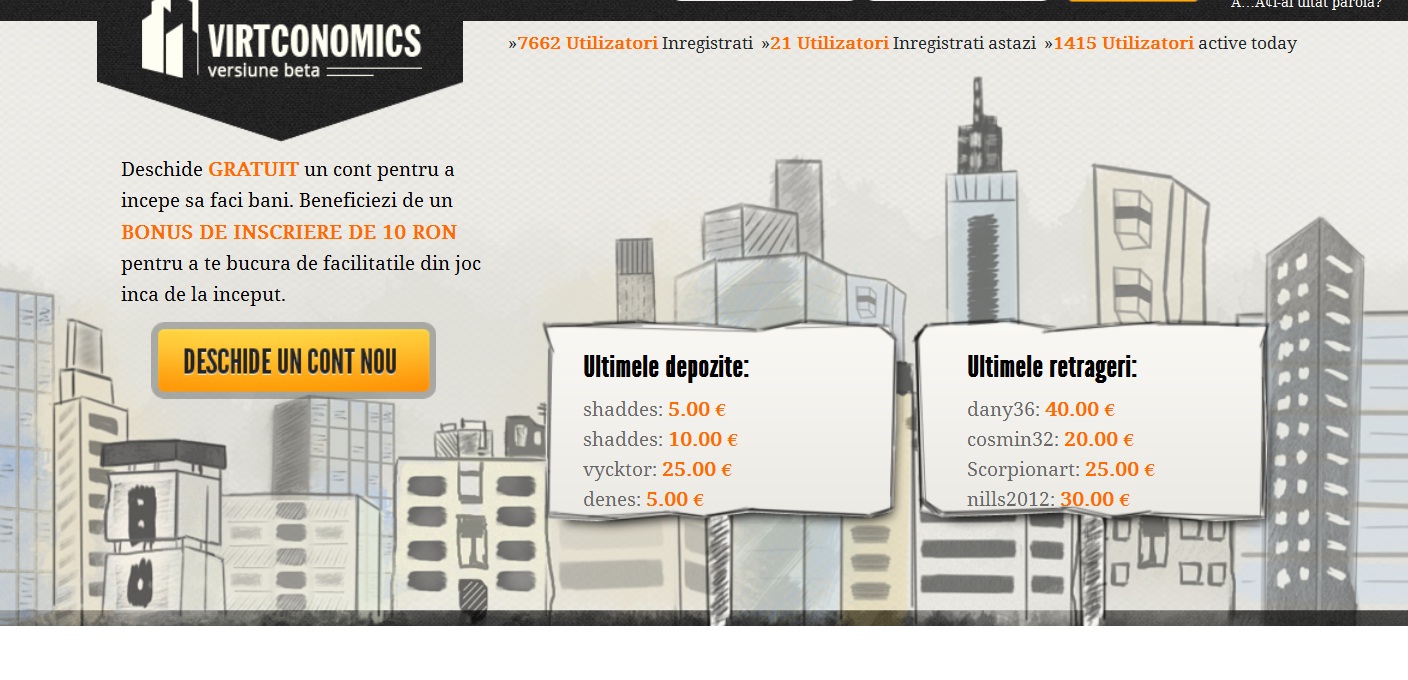 uitat parola?
VIRTCONOMICS
versiune beta
»7662 Utilizatori Inregistrati »21 Utilizatori Inregistrati astazi »1415 Utilizatori active today
Deschide GRATUIT un cont pentru a
incepe sa faci bani. Beneficiezi de un
BONUS DE INSCRIERE DE 10 RON
pentru a te bucura de facilitatile din joc
inca de la inceput.
DESCHIDE UN CONT NOU
Ultimele depozite:
shaddes: 5.00 €
shaddes: 10.00 €
vycktor: 25.00 €
denes: 5.00 €
Ultimele retrageri:
dany36: 40.00 €
cosmin32: 20.00 €
Scorpionart: 25.00 €
nills2012: 30.00 €